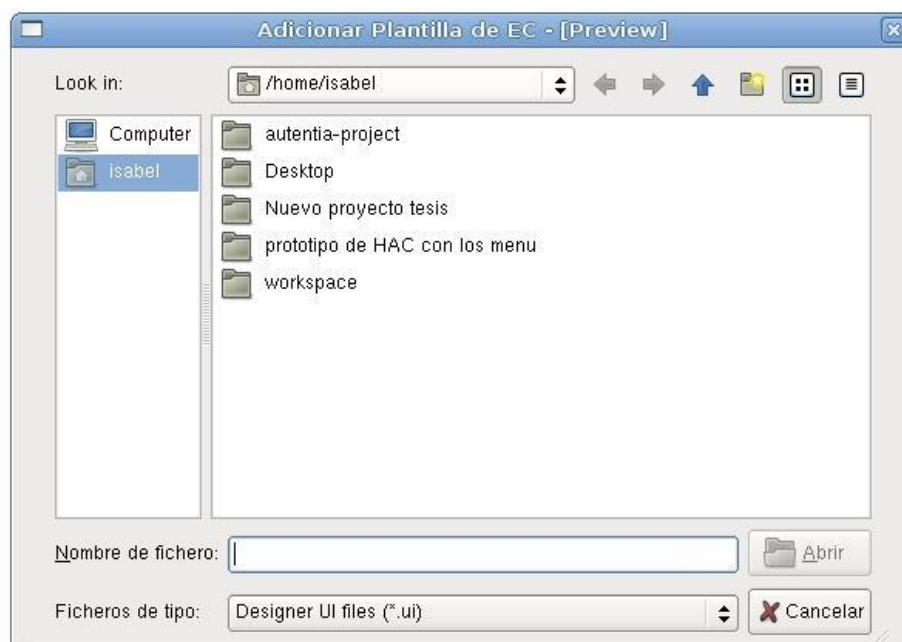 Adicionar Plantilla de EC - [Preview]
Look in:
/home/isabel
Computer
isabel
autentia-project
Desktop
Nuevo proyecto tesis
prototipo de HAC con los menu
workspace
Nombre de fichero:
Abrir
Ficheros de tipo:
Designer UI files (*.ui)
Cancelar